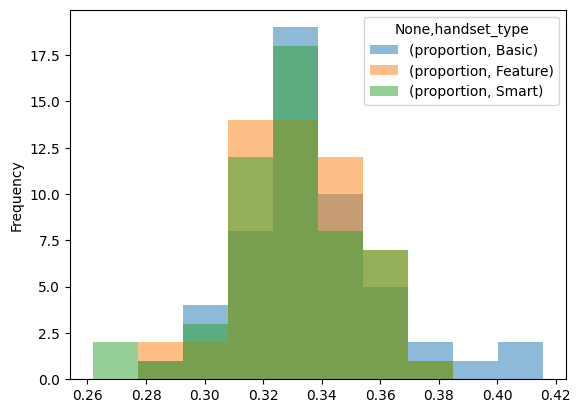 None,handset_type
(proportion, Basic)
(proportion, Feature)
(proportion, Smart)
Frequency
17.5
15.0
12.5
10.0
7.5
5.0
2.5
0.0
0.26 0.28 0.30 0.32 0.34 0.36 0.38 0.40 0.42